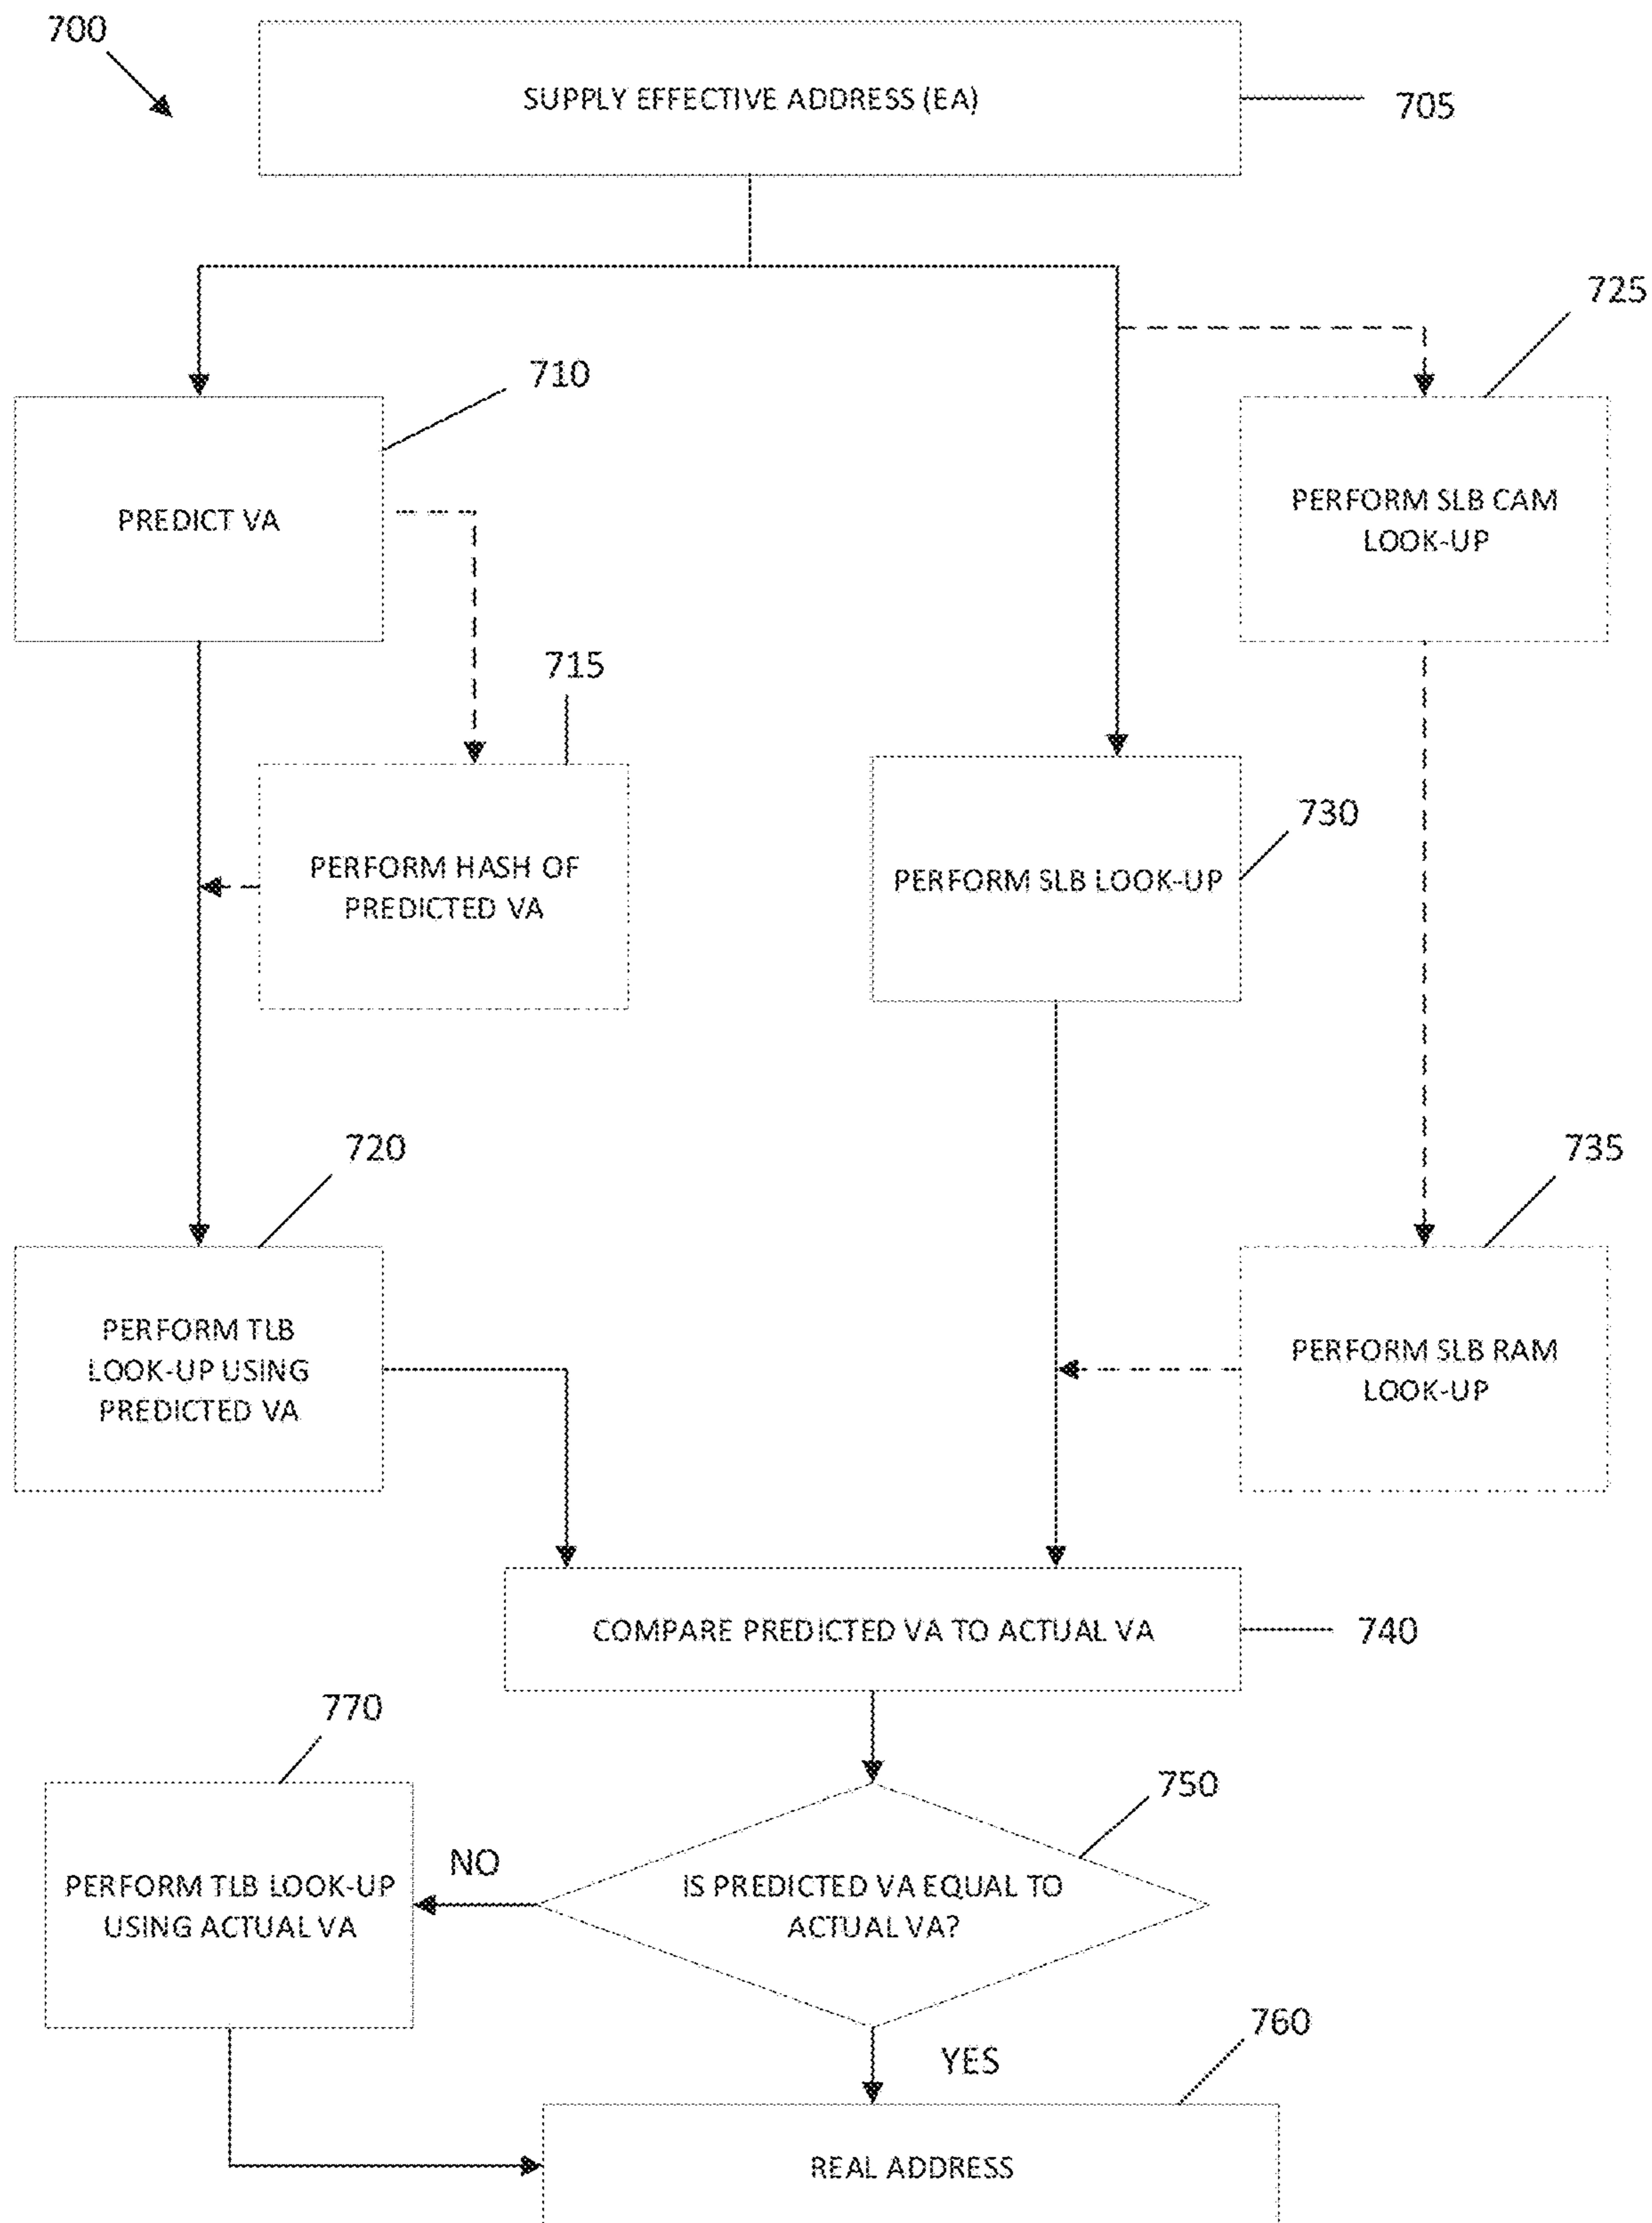 700
SUPPLY EFFECTIVE ADDRESS (EA)
705
725
710
PREDICT VA
PERFORM SLB CAM
LOOK-UP
715
730
PERFORM HASH OF
PREDICTED VA
PERFORM SLB LOOK-UP
720
735
PERFORM TLB
LOOK-UP USING
PREDICTED VA
PERFORM SLB RAM
LOOK-UP
COMPARE PREDICTED VA TO ACTUAL VA
740
770
750
NO
PERFORM TLB LOOK-UP
USING ACTUAL VA
IS PREDICTED VA EQUAL TO
ACTUAL VA?
760
YES
REAL ADDRESS